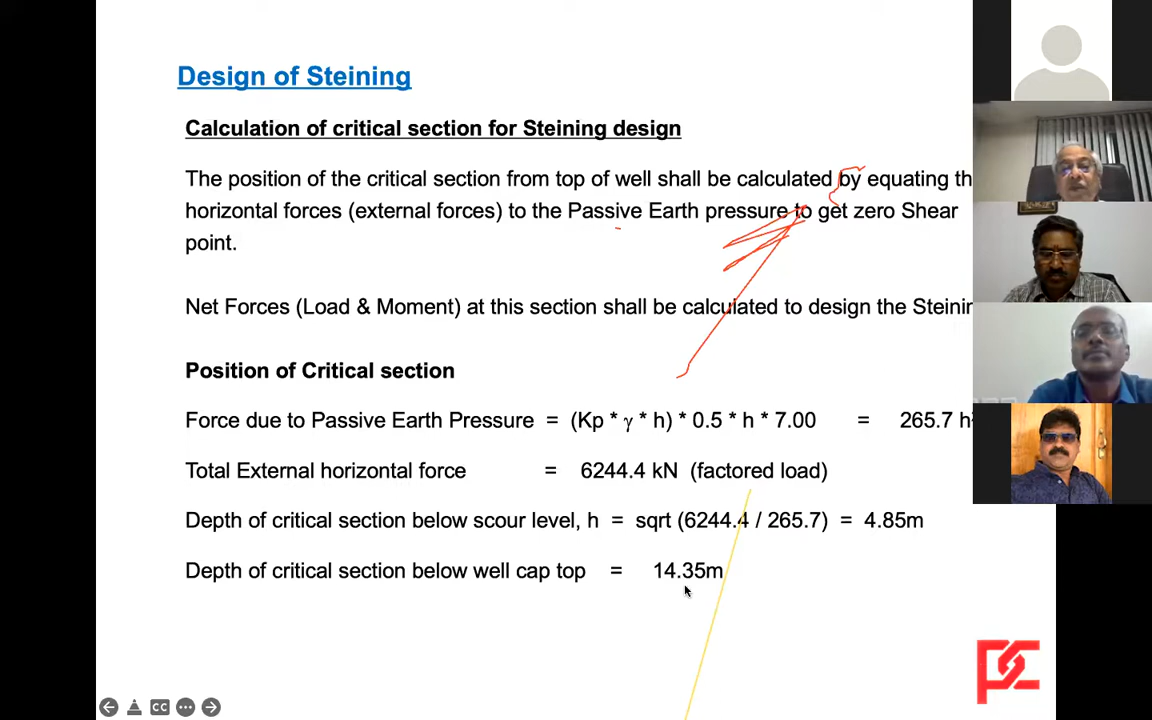 Design of Steining
Calculation of critical section for Steining design
The position of the critical section from top of well shall be calculated by equating th
horizontal forces (external forces) to the Passive Earth pressure to get zero Shear
point.
Net Forces (Load & Moment) at this section shall be calculated to design the Steinin
Position of Critical section
Force due to Passive Earth Pressure = (Kp * γ * h) * 0.5 * h * 7.00 = 265.7 h
Total External horizontal force = 6244.4 kN (factored load)
Depth of critical section below scour level, h = sqrt (6244.4 / 265.7) = 4.85m
Depth of critical section below well cap top = 14.35m
CC